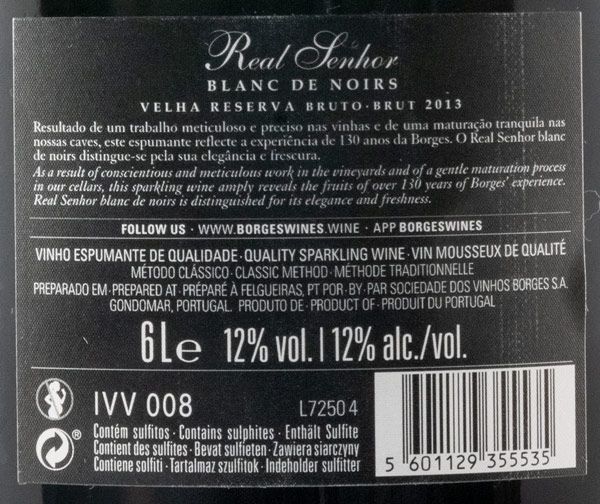 Real Senhor
BLANC DE NOIRS
VELHA RESERVA BRUTO · BRUT 2013
Resultado de um trabalho meticuloso e preciso nas vinhas e de uma maturação tranquila nas
nossas caves, este espumante reflecte a experiência de 130 anos da Borges. O Real Senhor blanc
de noirs distingue-se pela sua elegância e frescura.
As a result of conscientious and meticulous work in the vineyards and of a gentle maturation process
in our cellars, this sparkling wine amply reveals the fruits of over 130 years of Borges' experience.
Real Senhor blanc de noirs is distinguished for its elegance and freshness.
FOLLOW US · WWW.BORGESWINES.WINE · APP BORGESWINES
VINHO ESPUMANTE DE QUALIDADE · QUALITY SPARKLING WINE · VIN MOUSSEUX DE QUALITÉ
MÉTODO CLÁSSICO · CLASSIC METHOD · MÉTHODE TRADITIONNELLE
PREPARADO EM · PREPARED AT · PRÉPARÉ À FELGUEIRAS, PT POR · BY · PAR SOCIEDADE DOS VINHOS BORGES S.A.
GONDOMAR, PORTUGAL. PRODUTO DE · PRODUCT OF · PRODUIT DU PORTUGAL
6 L e 12% vol. | 12% alc./vol.
IVV 008 L7250 4
Contém sulfitos · Contains sulphites · Enthält Sulfite
Contient des sulfites · Bevat sulfieten · Zawiera siarczyny
Contiene solfiti · Tartalmaz szulfitok · Indeholder sulfitter
®
5 601129 355535